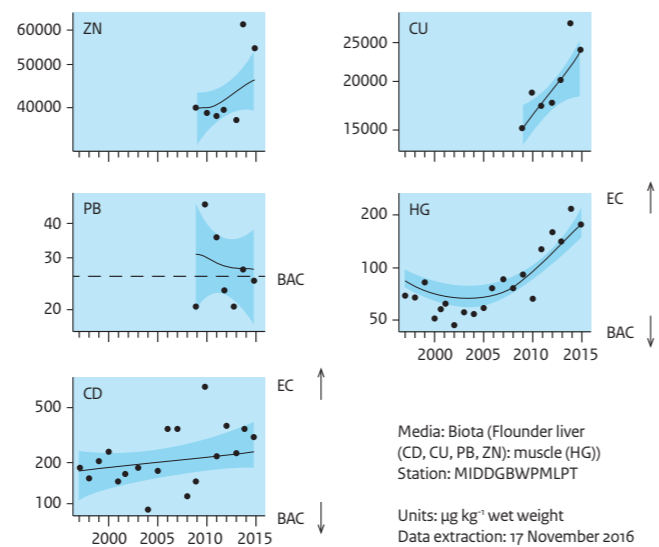 ZN
60000
50000
40000
CU
25000
20000
15000
PB
40
30
20
BAC
HG
200
100
50
2000 2005 2010 2015
EC
BAC
CD
500
200
100
2000 2005 2010 2015
EC
BAC
Media: Biota (Flounder liver
(CD, CU, PB, ZN): muscle (HG))
Station: MIDDGBWPMLPT
Units: µg kg⁻¹ wet weight
Data extraction: 17 November 2016